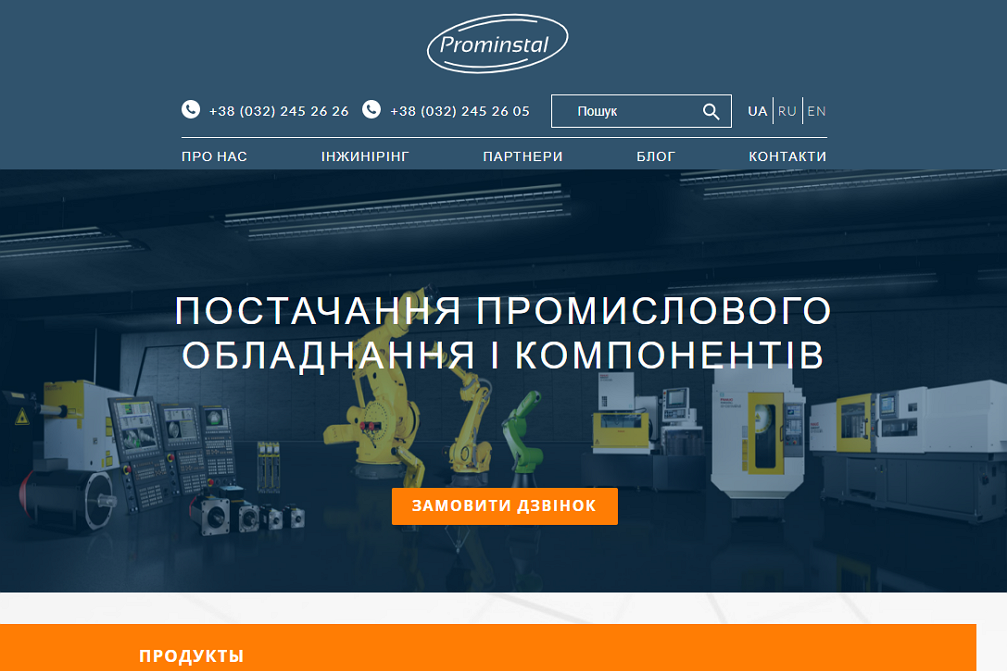 Prominstal
+38 (032) 245 26 26 +38 (032) 245 26 05 Пошук UA RU EN
ПРО НАС ІНЖИНІРІНГ ПАРТНЕРИ БЛОГ КОНТАКТИ
ПОСТАЧАННЯ ПРОМИСЛОВОГО
ОБЛАДНАННЯ І КОМПОНЕНТІВ
ЗАМОВИТИ ДЗВІНОК
ПРОДУКТЫ